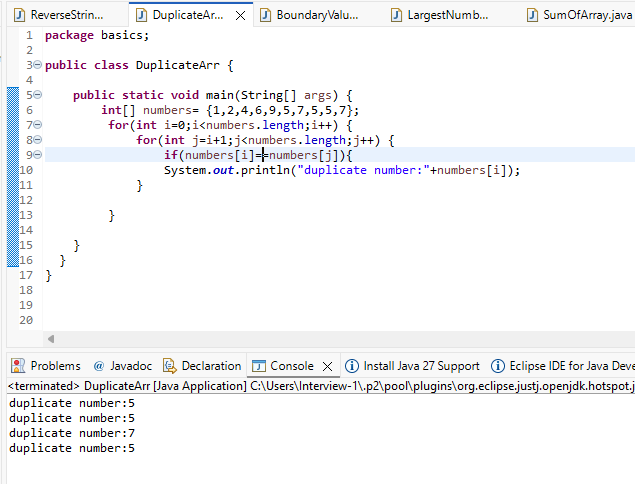 ReverseStrin... DuplicateArr... BoundaryValu... LargestNumb... SumOfArray.java
1 package basics;
2
3 public class DuplicateArr {
4
5 public static void main(String[] args) {
6 int[] numbers= {1,2,4,6,9,5,7,5,5,7};
7 for(int i=0;i<numbers.length;i++) {
8 for(int j=i+1;j<numbers.length;j++) {
9 if(numbers[i]==numbers[j]){
10 System.out.println("duplicate number:"+numbers[i]);
11 }
12
13 }
14
15 }
16 }
17 }
18
19
20
Problems @ Javadoc Declaration Console Install Java 27 Support Eclipse IDE for Java Deve
<terminated> DuplicateArr [Java Application] C:\Users\Interview-1\.p2\pool\plugins\org.eclipse.justj.openjdk.hotspot.j
duplicate number:5
duplicate number:5
duplicate number:7
duplicate number:5